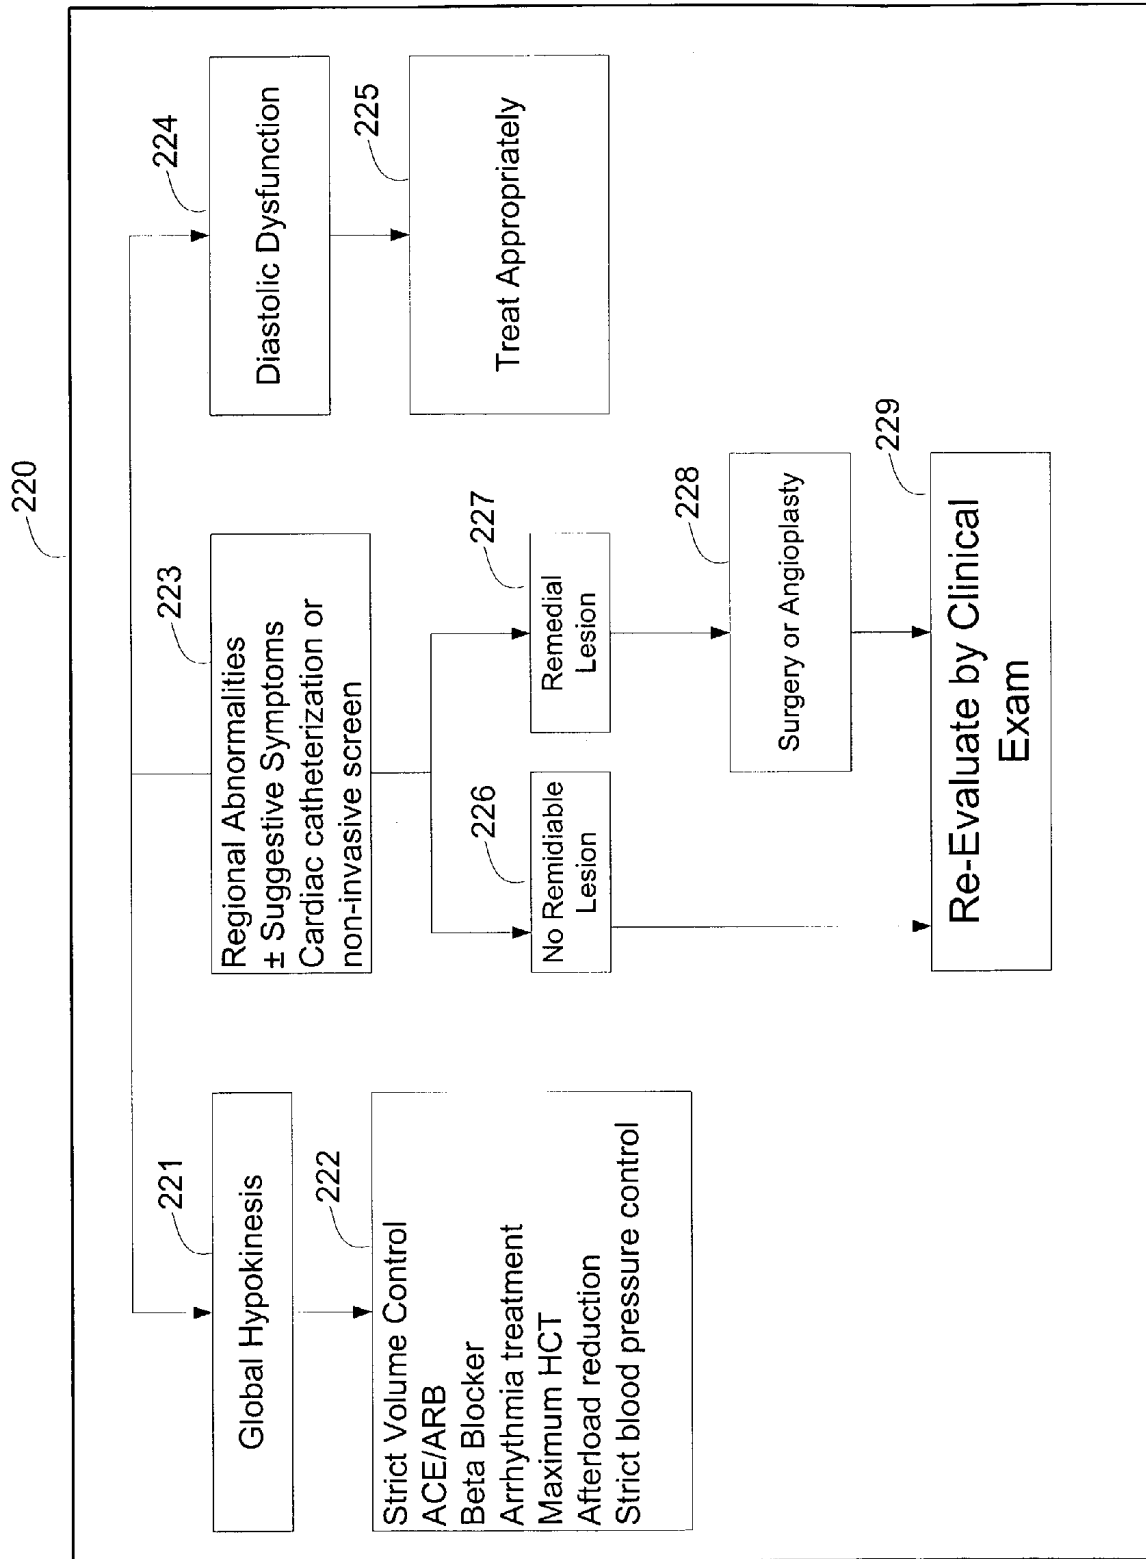 220
221
Global Hypokinesis
222
Strict Volume Control
ACE/ARB
Beta Blocker
Arrhythmia treatment
Maximum HCT
Afterload reduction
Strict blood pressure control
223
Regional Abnormalities
± Suggestive Symptoms
Cardiac catheterization or
non-invasive screen
226
No Remidiable
Lesion
227
Remedial
Lesion
228
Surgery or Angioplasty
229
Re-Evaluate by Clinical
Exam
224
Diastolic Dysfunction
225
Treat Appropriately